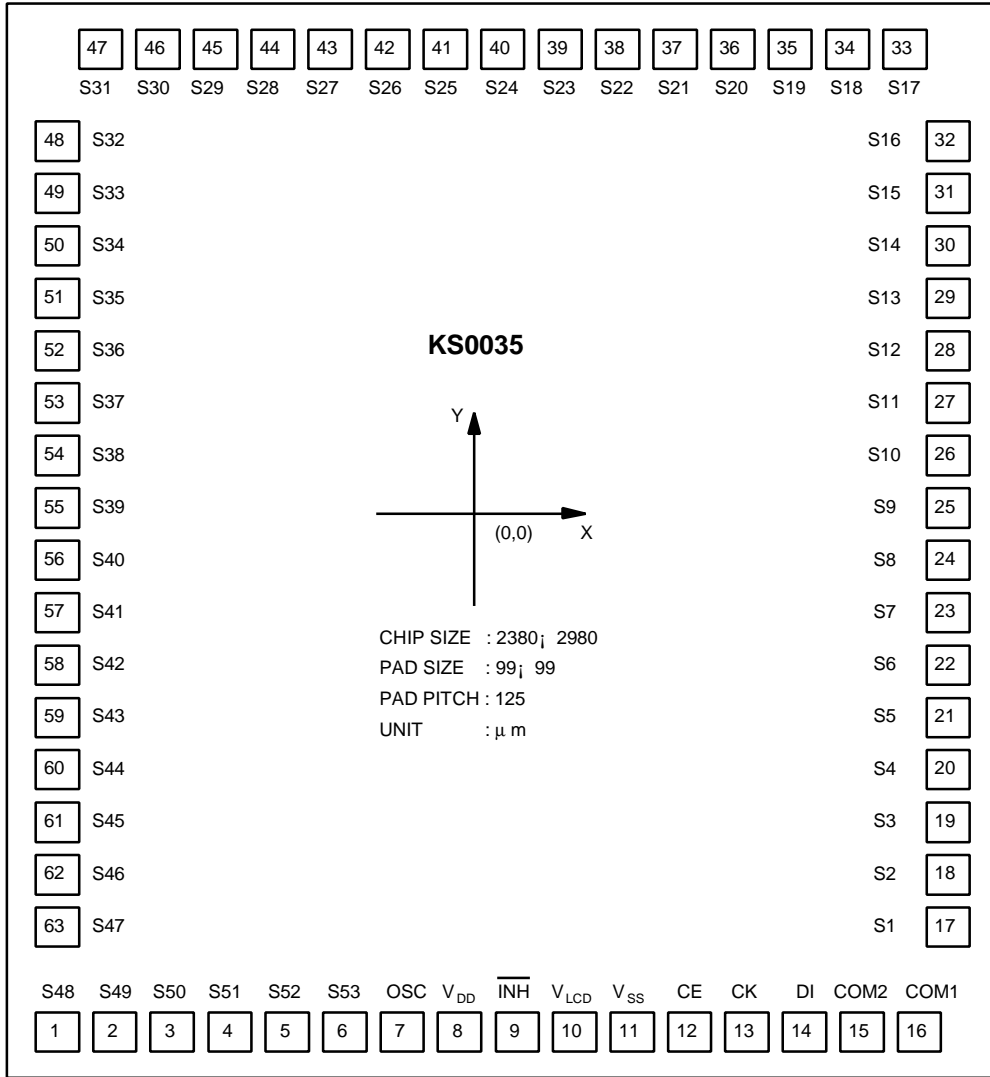 47 46 45 44 43 42 41 40 39 38 37 36 35 34 33
S31 S30 S29 S28 S27 S26 S25 S24 S23 S22 S21 S20 S19 S18 S17
48 S32 S16 32
49 S33 S15 31
50 S34 S14 30
51 S35 S13 29
52 S36 KS0035 S12 28
53 S37 S11 27
Y
54 S38 S10 26
55 S39 S9 25
(0,0) X
56 S40 S8 24
57 S41 S7 23
CHIP SIZE : 2380¡ 2980
58 S42 S6 22
PAD SIZE : 99¡ 99
PAD PITCH : 125
59 S43 S5 21
UNIT : µ m
60 S44 S4 20
61 S45 S3 19
62 S46 S2 18
63 S47 S1 17
S48 S49 S50 S51 S52 S53 OSC VDD INH VLCD VSS CE CK DI COM2 COM1
1 2 3 4 5 6 7 8 9 10 11 12 13 14 15 16